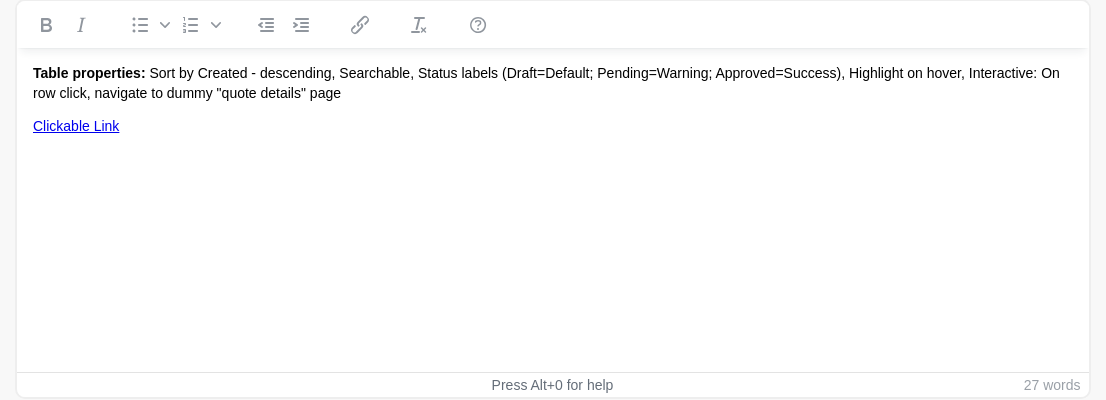 Table properties: Sort by Created - descending, Searchable, Status labels (Draft=Default; Pending=Warning; Approved=Success), Highlight on hover, Interactive: On
row click, navigate to dummy "quote details" page
Clickable Link
Press Alt+0 for help
27 words